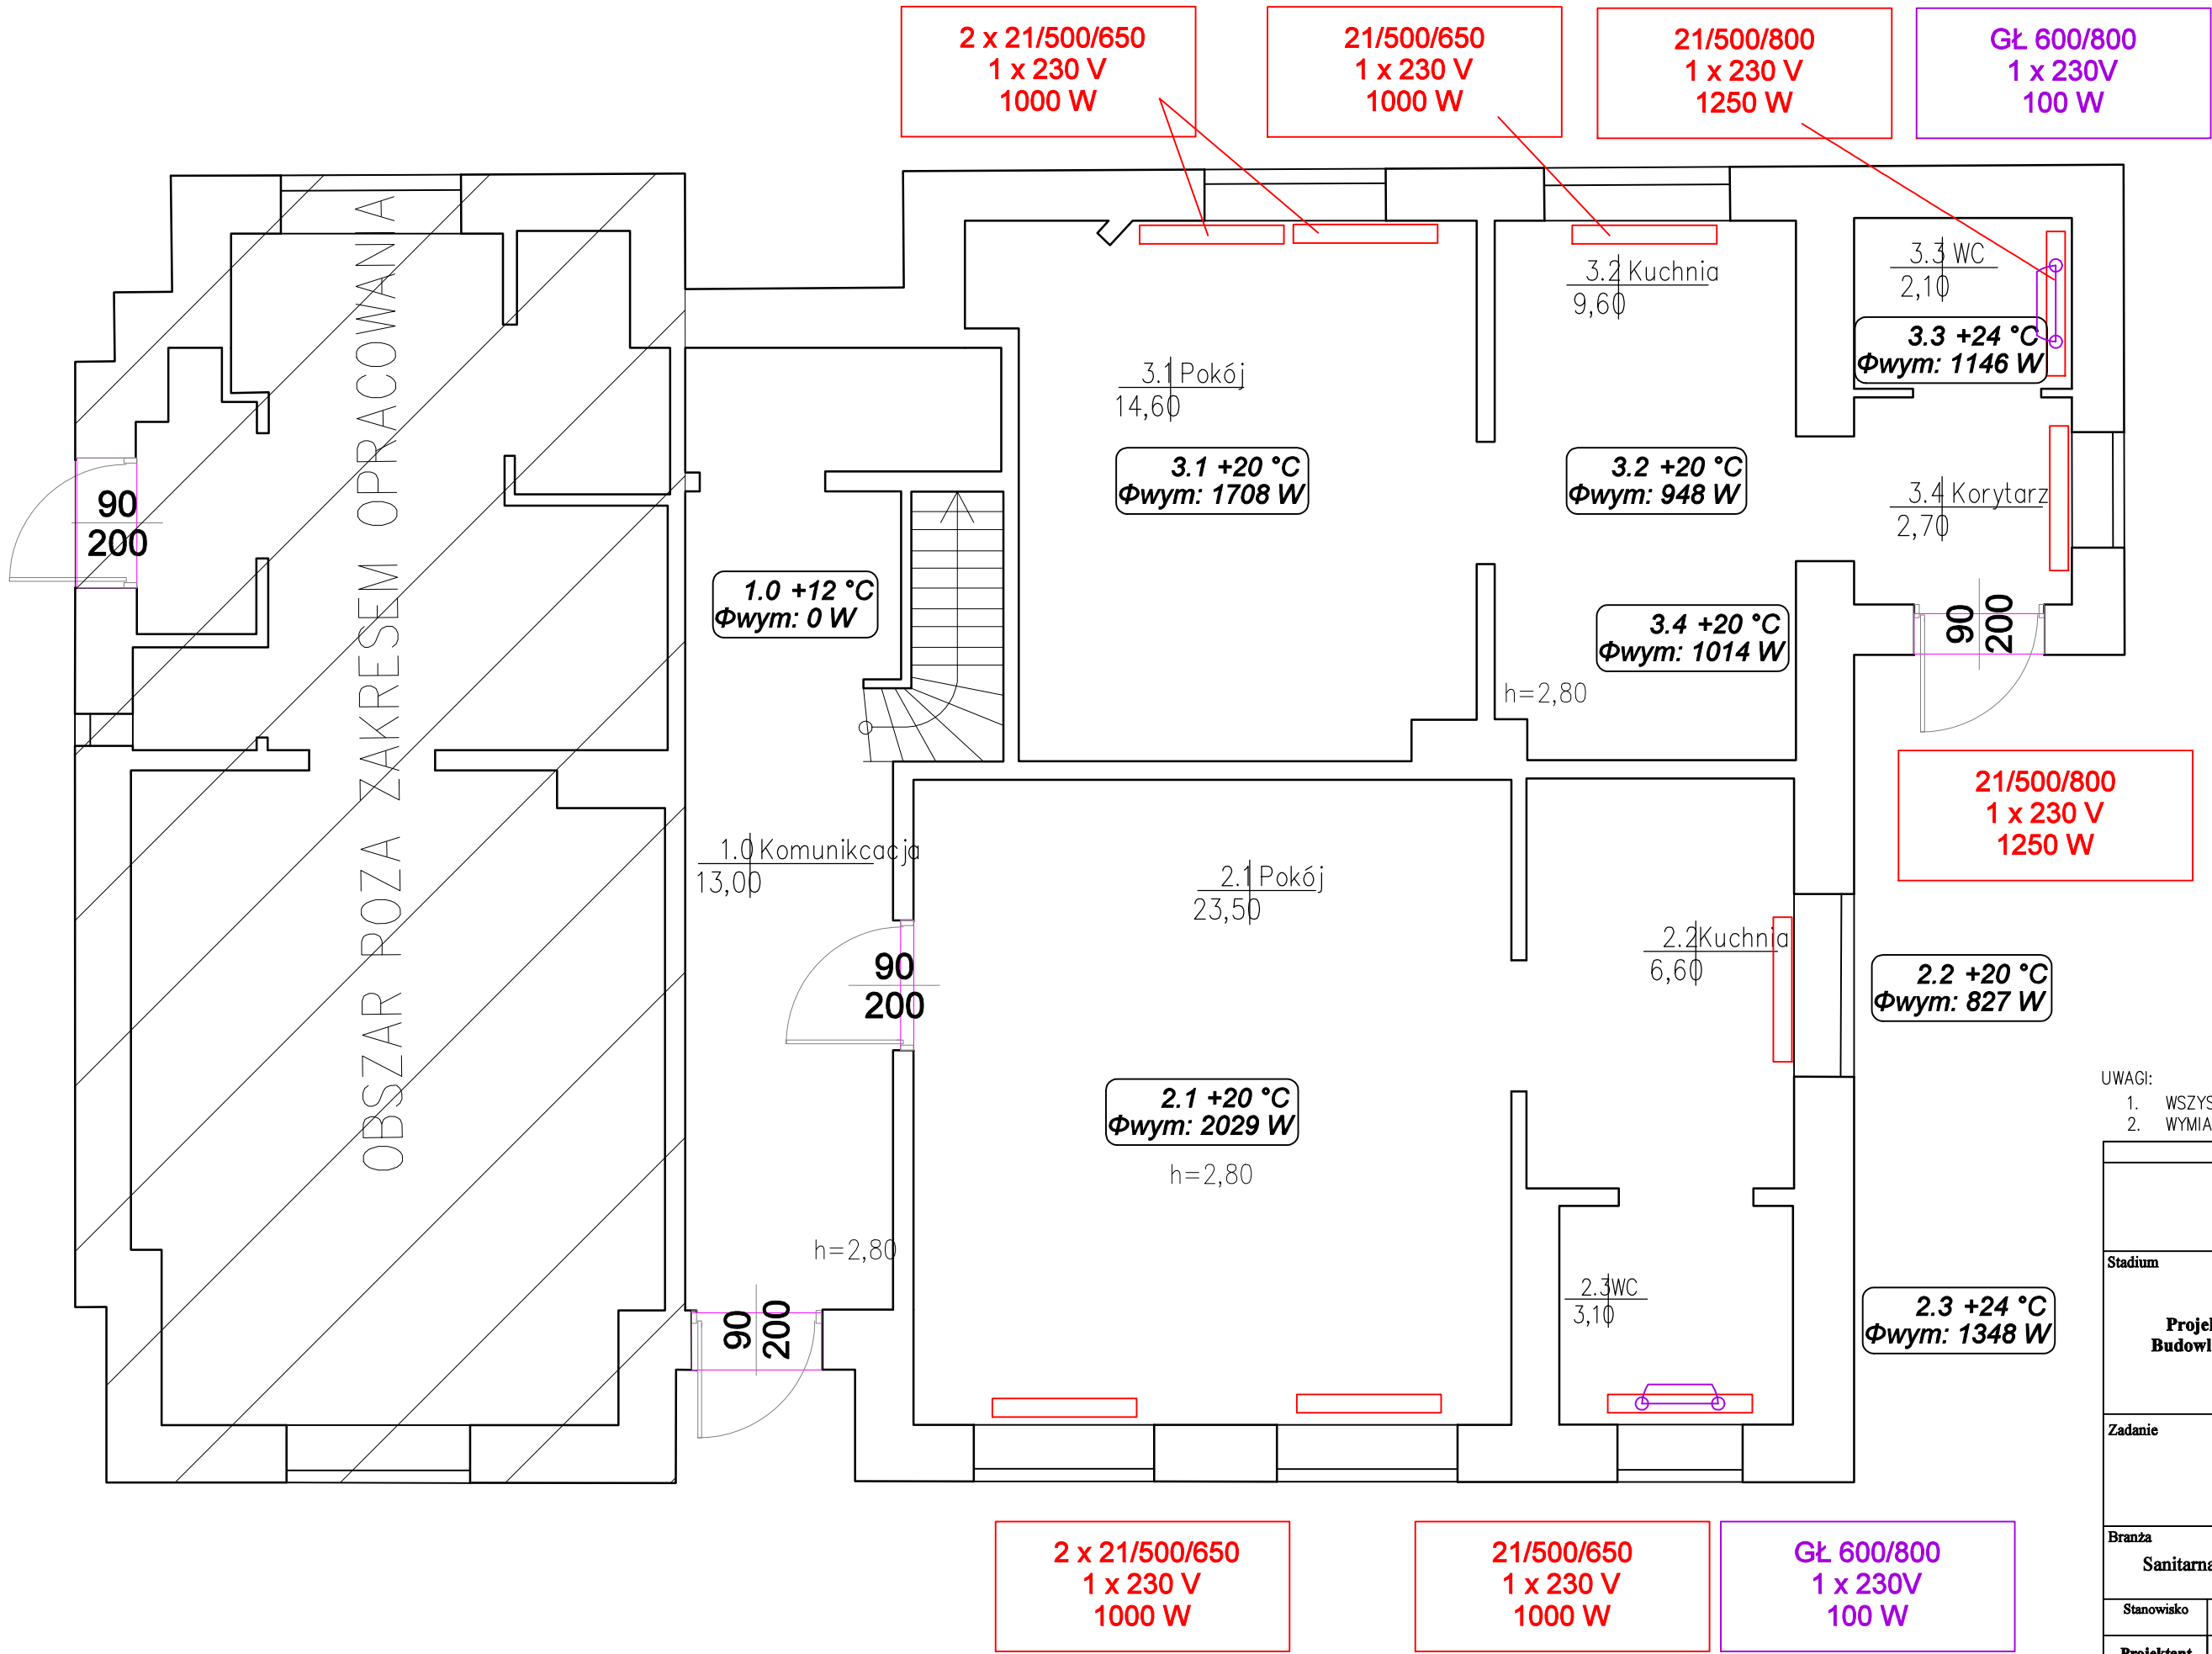 2 x 21/500/650
1 x 230 V
1000 W
21/500/650
1 x 230 V
1000 W
21/500/800
1 x 230 V
1250 W
GŁ 600/800
1 x 230V
100 W
OBSZAR POZA ZAKRESEM OPRACOWANIA
90
200
3.1 Pokój
14,60
3.1 +20 °C
Φwym: 1708 W
3.2 Kuchnia
9,60
3.2 +20 °C
Φwym: 948 W
3.3 WC
2,10
3.3 +24 °C
Φwym: 1146 W
3.4 Korytarz
2,70
3.4 +20 °C
Φwym: 1014 W
h=2,80
90
200
1.0 +12 °C
Φwym: 0 W
21/500/800
1 x 230 V
1250 W
1.0 Komunikcacja
13,00
2.1 Pokój
23,50
90
200
2.2Kuchnia
6,60
2.2 +20 °C
Φwym: 827 W
2.1 +20 °C
Φwym: 2029 W
h=2,80
h=2,80
90
200
2.3WC
3,10
2.3 +24 °C
Φwym: 1348 W
2 x 21/500/650
1 x 230 V
1000 W
21/500/650
1 x 230 V
1000 W
GŁ 600/800
1 x 230V
100 W
UWAGI:
1.
2.
Stadium
Zadanie
Branża
Sanitarna
Stanowisko
Projektant